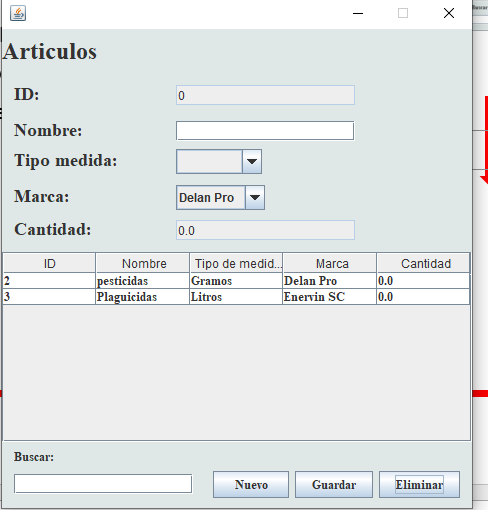 Buscar
Articulos
ID: 0
Nombre:
Tipo medida:
Marca: Delan Pro
Cantidad: 0.0
ID Nombre Tipo de medid... Marca Cantidad
2 pesticidas Gramos Delan Pro 0.0
3 Plaguicidas Litros Enervin SC 0.0
Buscar:
Nuevo Guardar Eliminar